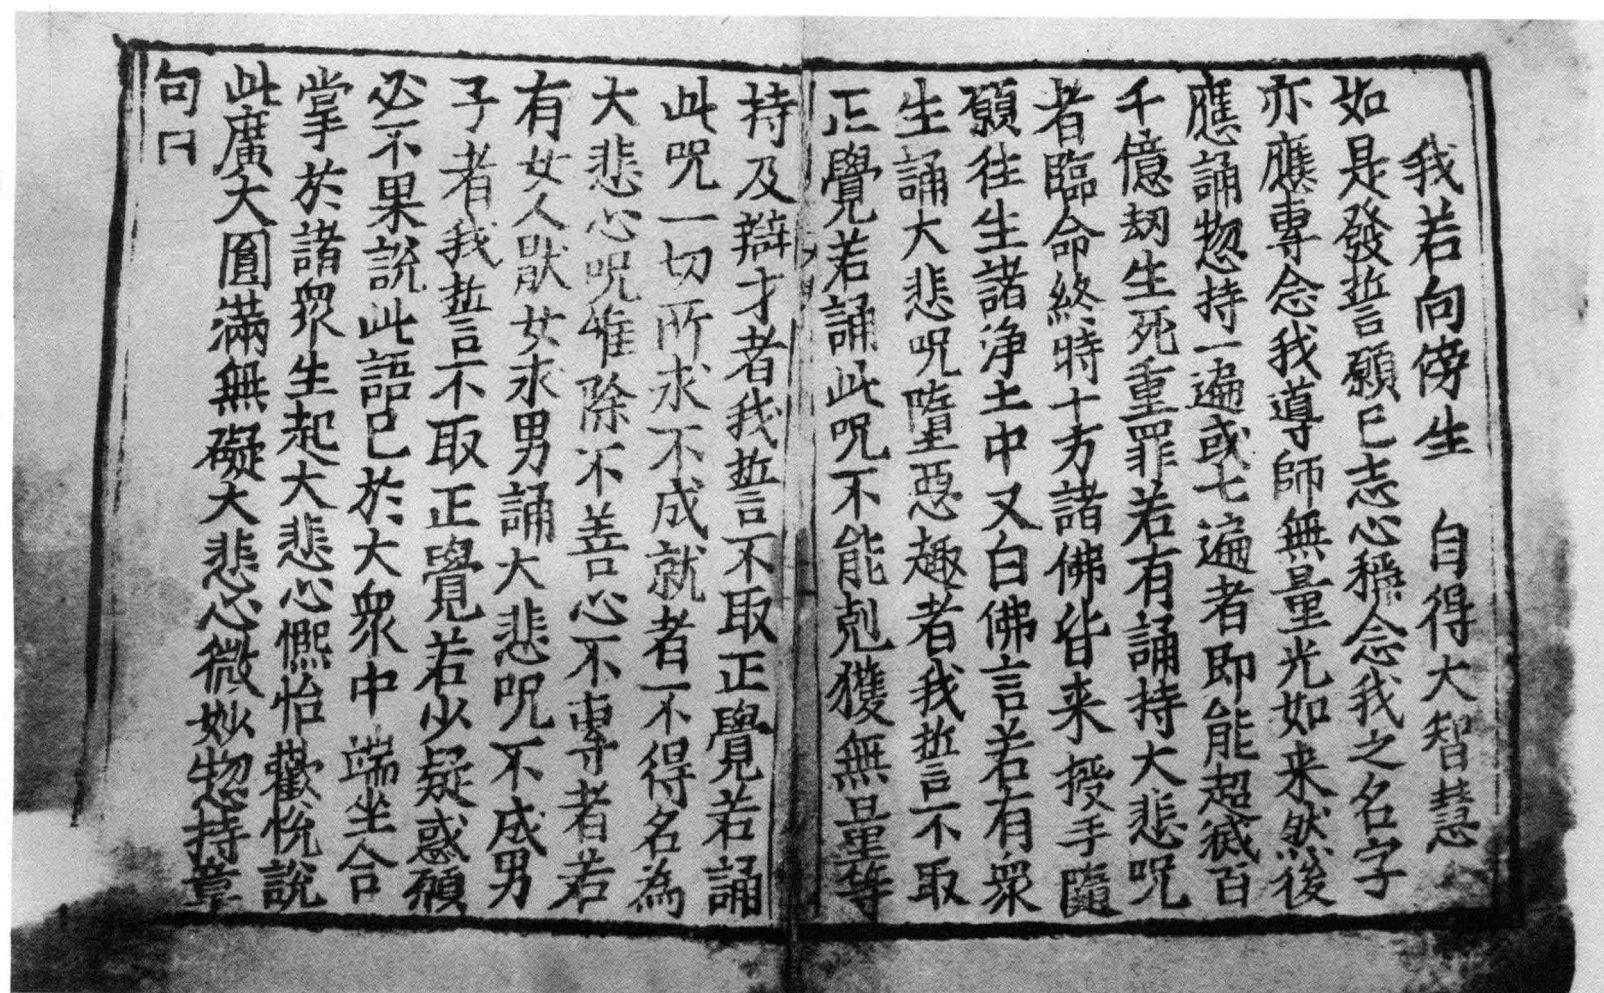 我若向傍生　自得大智慧
如是發誓願已志心稱念我之名字
亦應專念我導師無量光如来然後
應誦惣持一遍或七遍者即能超滅百
千億劫生死重罪若有誦持大悲呪
者臨命終時十方諸佛皆来授手隨
願往生諸淨土中又白佛言若有衆
生誦大悲呪墮惡趣者我誓言不取
正覺若誦此呪不能剋獲無量等
持及辯才者我誓言不取正覺若誦
此呪一切所求不成就者不得名為
大悲心呪唯除不善心不專者若
有女人厭女求男誦大悲呪不成男
子者我誓言不取正覺若少疑惑願
必不果說此語已於大衆中端坐合
掌於諸衆生起大悲心熙怡歡悅說
此廣大圓滿無礙大悲心微妙惣持章
句曰